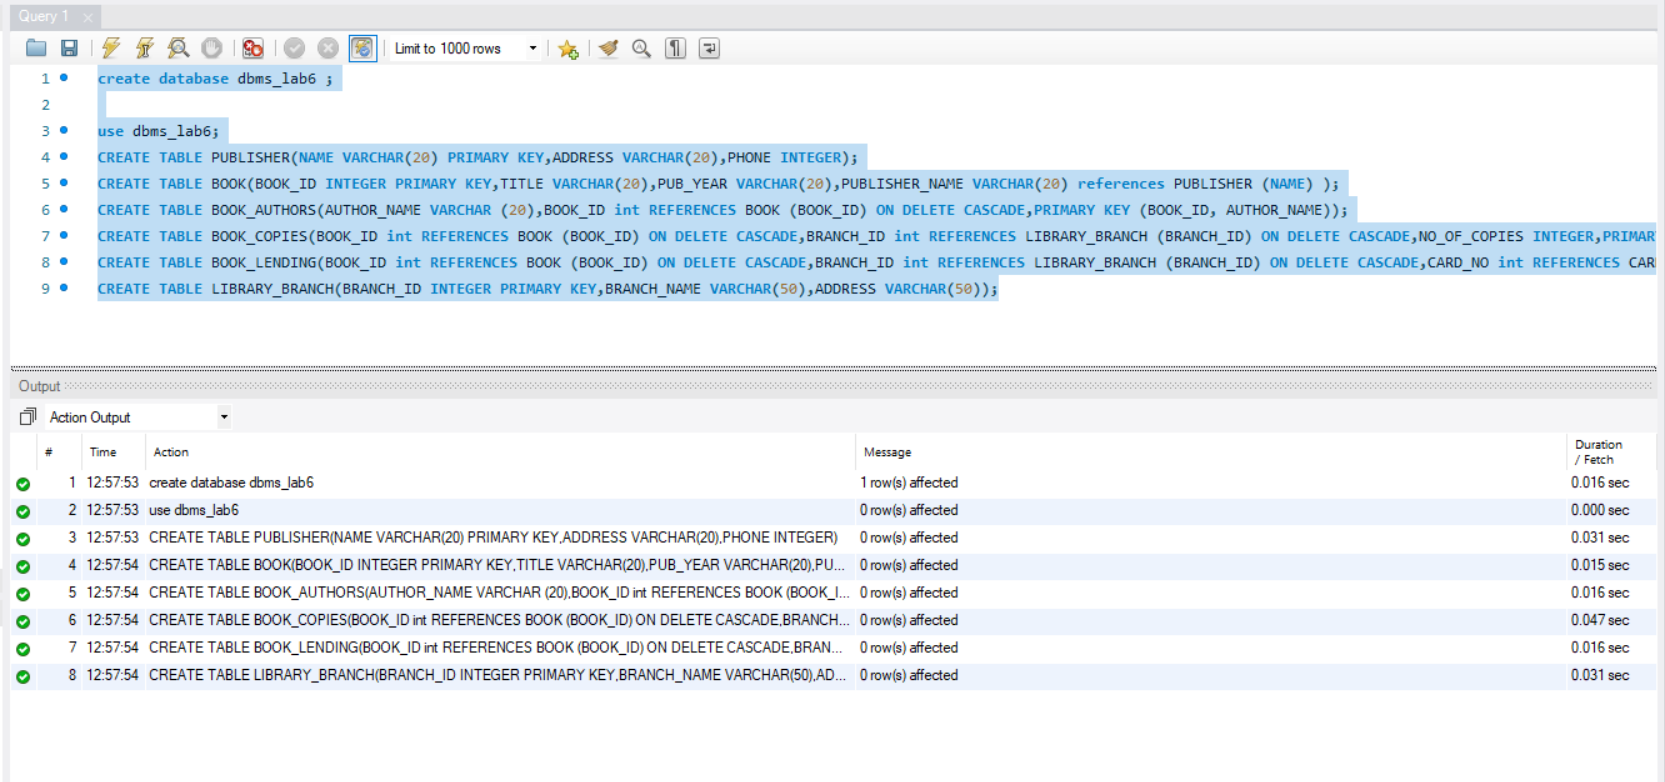 Query 1
Limit to 1000 rows
1 create database dbms_lab6 ;
2
3 use dbms_lab6;
4 CREATE TABLE PUBLISHER(NAME VARCHAR(20) PRIMARY KEY,ADDRESS VARCHAR(20),PHONE INTEGER);
5 CREATE TABLE BOOK(BOOK_ID INTEGER PRIMARY KEY,TITLE VARCHAR(20),PUB_YEAR VARCHAR(20),PUBLISHER_NAME VARCHAR(20) references PUBLISHER (NAME) );
6 CREATE TABLE BOOK_AUTHORS(AUTHOR_NAME VARCHAR (20),BOOK_ID int REFERENCES BOOK (BOOK_ID) ON DELETE CASCADE,PRIMARY KEY (BOOK_ID, AUTHOR_NAME));
7 CREATE TABLE BOOK_COPIES(BOOK_ID int REFERENCES BOOK (BOOK_ID) ON DELETE CASCADE,BRANCH_ID int REFERENCES LIBRARY_BRANCH (BRANCH_ID) ON DELETE CASCADE,NO_OF_COPIES INTEGER,PRIMAR
8 CREATE TABLE BOOK_LENDING(BOOK_ID int REFERENCES BOOK (BOOK_ID) ON DELETE CASCADE,BRANCH_ID int REFERENCES LIBRARY_BRANCH (BRANCH_ID) ON DELETE CASCADE,CARD_NO int REFERENCES CAR
9 CREATE TABLE LIBRARY_BRANCH(BRANCH_ID INTEGER PRIMARY KEY,BRANCH_NAME VARCHAR(50),ADDRESS VARCHAR(50));
Output
Action Output
# Time Action Message Duration / Fetch
1 12:57:53 create database dbms_lab6 1 row(s) affected 0.016 sec
2 12:57:53 use dbms_lab6 0 row(s) affected 0.000 sec
3 12:57:53 CREATE TABLE PUBLISHER(NAME VARCHAR(20) PRIMARY KEY,ADDRESS VARCHAR(20),PHONE INTEGER) 0 row(s) affected 0.031 sec
4 12:57:54 CREATE TABLE BOOK(BOOK_ID INTEGER PRIMARY KEY,TITLE VARCHAR(20),PUB_YEAR VARCHAR(20),PU... 0 row(s) affected 0.015 sec
5 12:57:54 CREATE TABLE BOOK_AUTHORS(AUTHOR_NAME VARCHAR (20),BOOK_ID int REFERENCES BOOK (BOOK_I... 0 row(s) affected 0.016 sec
6 12:57:54 CREATE TABLE BOOK_COPIES(BOOK_ID int REFERENCES BOOK (BOOK_ID) ON DELETE CASCADE,BRANCH... 0 row(s) affected 0.047 sec
7 12:57:54 CREATE TABLE BOOK_LENDING(BOOK_ID int REFERENCES BOOK (BOOK_ID) ON DELETE CASCADE,BRAN... 0 row(s) affected 0.016 sec
8 12:57:54 CREATE TABLE LIBRARY_BRANCH(BRANCH_ID INTEGER PRIMARY KEY,BRANCH_NAME VARCHAR(50),AD... 0 row(s) affected 0.031 sec